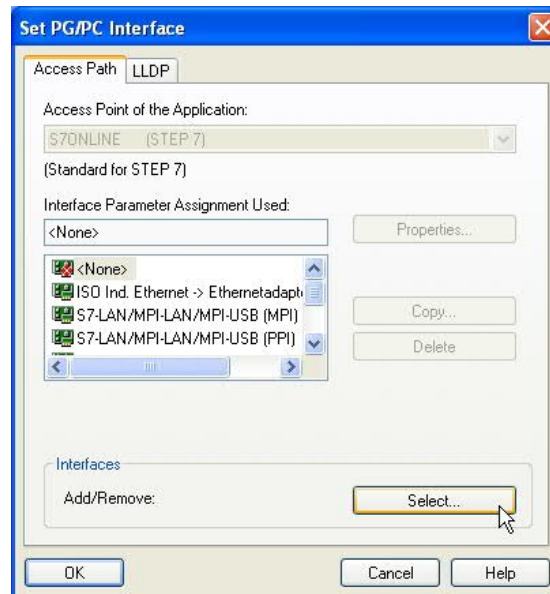 Set PG/PC Interface
Access Path LLDP
Access Point of the Application:
S7ONLINE (STEP 7)
(Standard for STEP 7)
Interface Parameter Assignment Used:
<None> Properties...
<None>
ISO Ind. Ethernet -> Ethernetadapt
S7-LAN/MPI-LAN/MPI-USB (MPI) Copy...
S7-LAN/MPI-LAN/MPI-USB (PPI) Delete
Interfaces
Add/Remove: Select...
OK Cancel Help